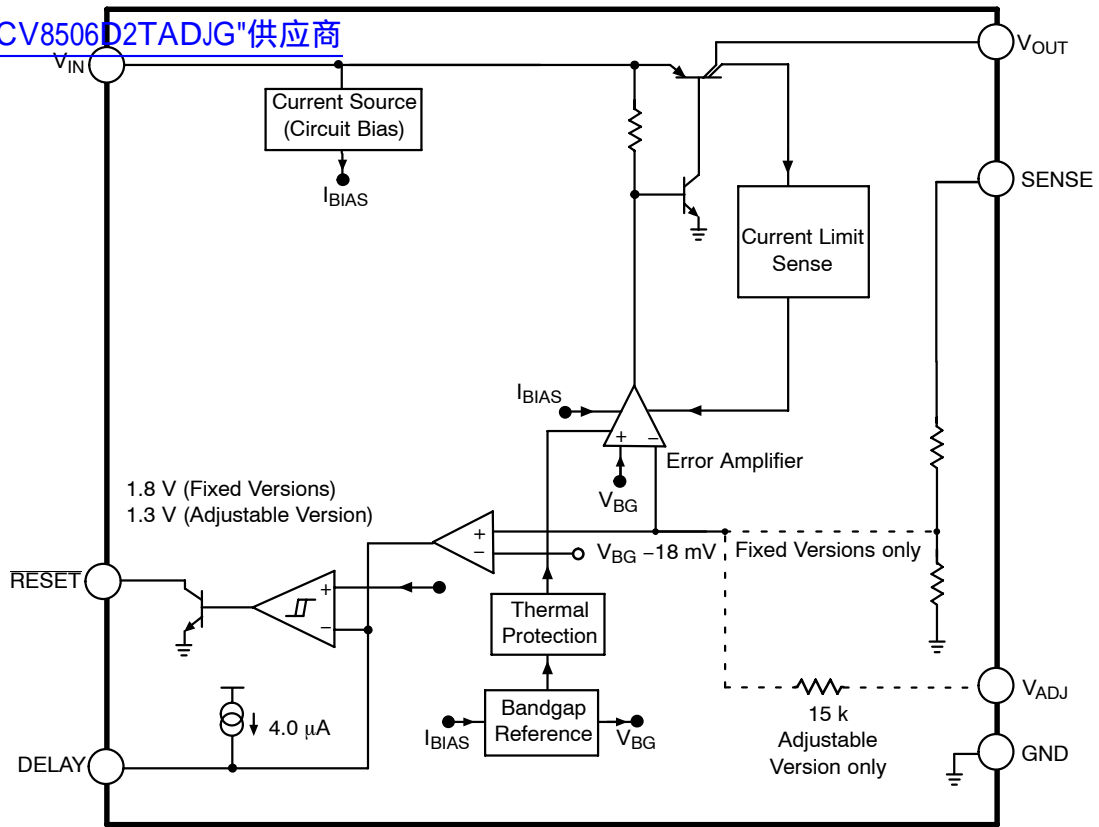 CV8506D2TADJG"供应商
VIN
VOUT
Current Source
(Circuit Bias)
IBIAS
SENSE
Current Limit
Sense
IBIAS
+ −
Error Amplifier
VBG
1.8 V (Fixed Versions)
1.3 V (Adjustable Version)
+
−
VBG −18 mV
Fixed Versions only
RESET
+
−
Thermal
Protection
4.0 μA
IBIAS
Bandgap
Reference
VBG
VADJ
15 k
Adjustable
Version only
DELAY
GND